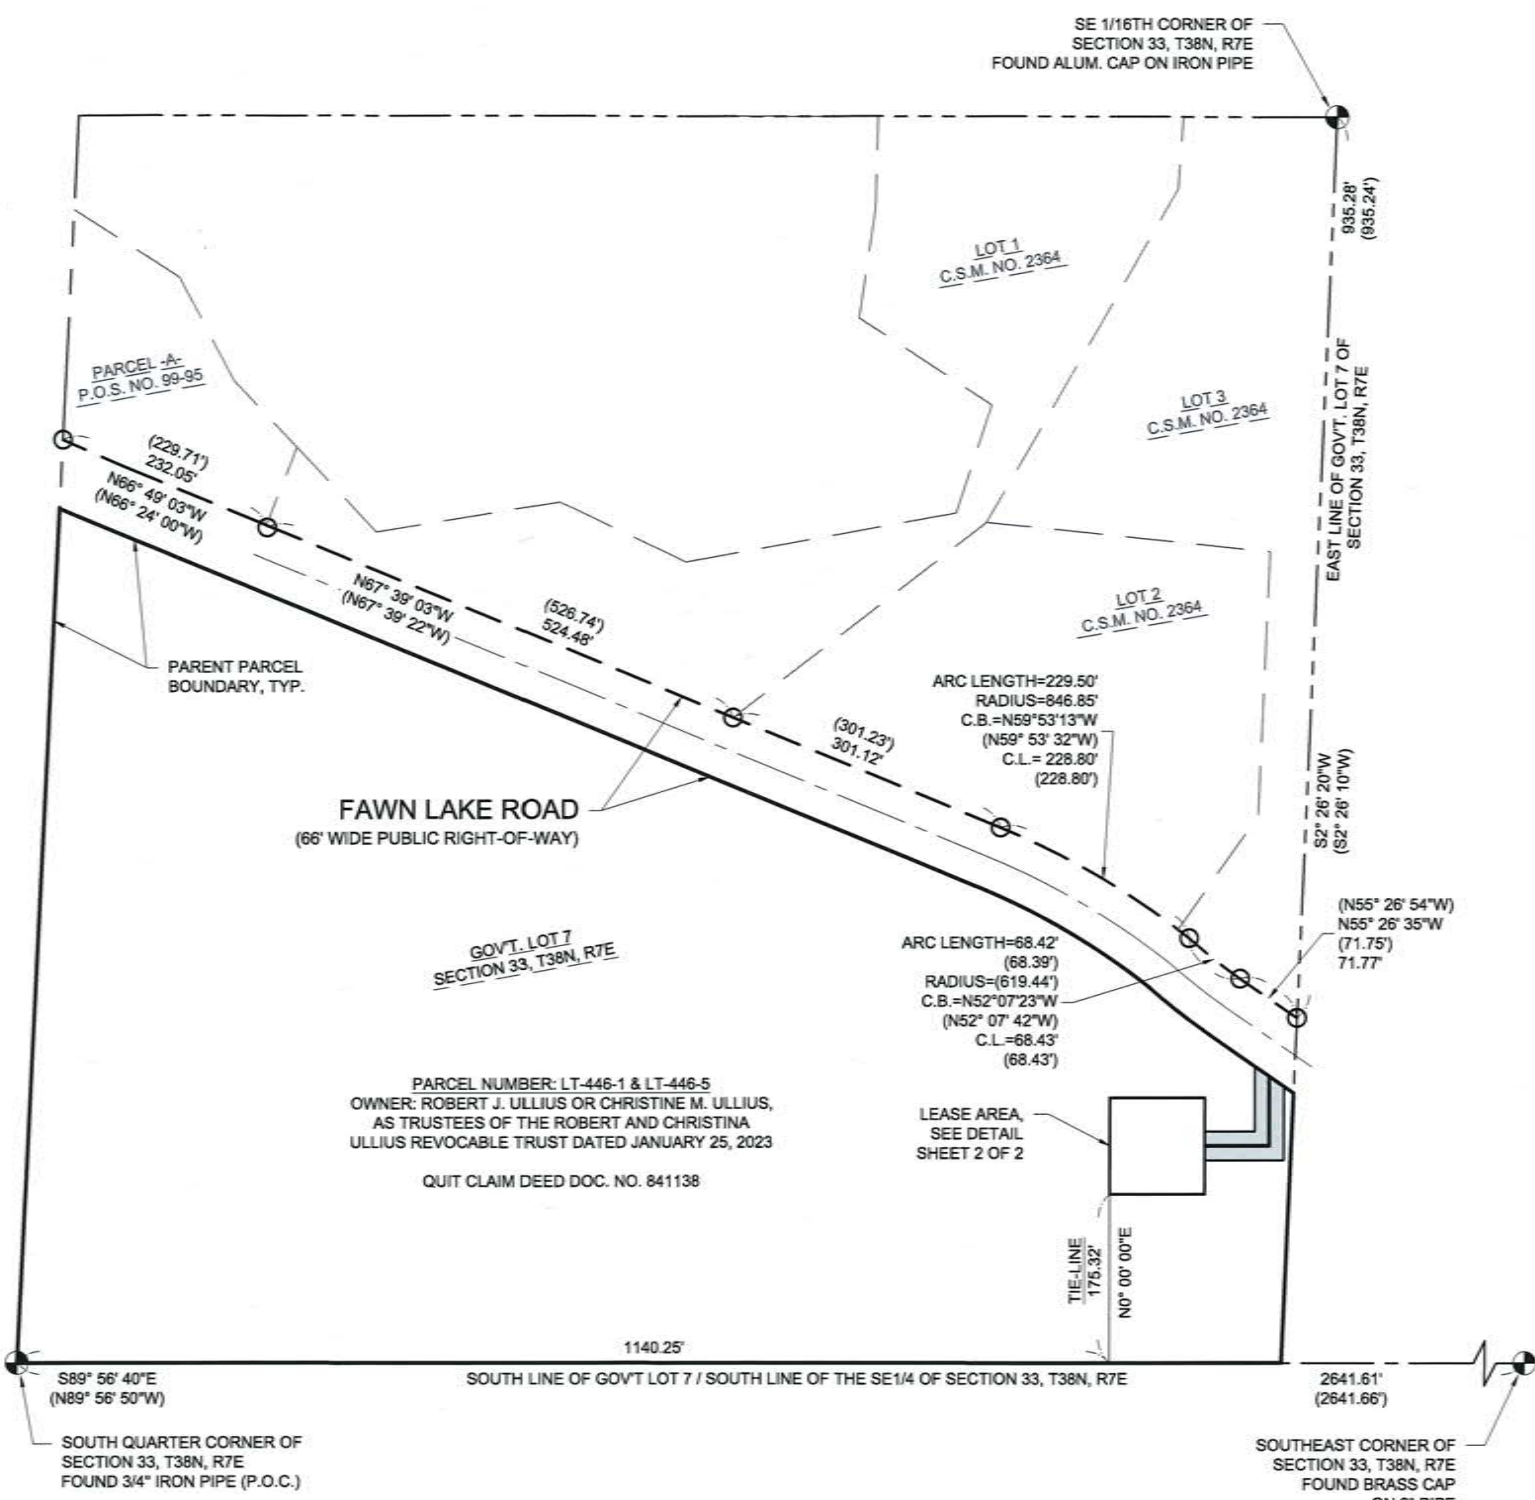 SE 1/16TH CORNER OF
SECTION 33, T38N, R7E
FOUND ALUM. CAP ON IRON PIPE
935.28'
(935.24')
LOT 1
C.S.M. NO. 2364
PARCEL -A-
P.O.S. NO. 99-95
LOT 3
C.S.M. NO. 2364
EAST LINE OF GOV'T. LOT 7 OF
SECTION 33, T38N, R7E
(229.71')
232.05'
N66° 49' 03"W
(N66° 24' 00"W)
N67° 39' 03"W
(N67° 39' 22"W)
(526.74')
524.48'
LOT 2
C.S.M. NO. 2364
PARENT PARCEL
BOUNDARY, TYP.
ARC LENGTH=229.50'
RADIUS=846.85'
C.B.=N59°53'13"W
(N59° 53' 32"W)
C.L.= 228.80'
(228.80')
(301.23')
301.12'
S2° 26' 20"W
(S2° 26' 10"W)
FAWN LAKE ROAD
(66' WIDE PUBLIC RIGHT-OF-WAY)
(N55° 26' 54"W)
N55° 26' 35"W
(71.75')
71.77'
GOV'T. LOT 7
SECTION 33, T38N, R7E
ARC LENGTH=68.42'
(68.39')
RADIUS=(619.44')
C.B.=N52°07'23"W
(N52° 07' 42"W)
C.L.=68.43'
(68.43')
PARCEL NUMBER: LT-446-1 & LT-446-5
OWNER: ROBERT J. ULLIUS OR CHRISTINE M. ULLIUS,
AS TRUSTEES OF THE ROBERT AND CHRISTINA
ULLIUS REVOCABLE TRUST DATED JANUARY 25, 2023
QUIT CLAIM DEED DOC. NO. 841138
LEASE AREA,
SEE DETAIL
SHEET 2 OF 2
TIE-LINE
175.32'
N0° 00' 00"E
1140.25'
S89° 56' 40"E
(N89° 56' 50"W)
SOUTH LINE OF GOV'T LOT 7 / SOUTH LINE OF THE SE1/4 OF SECTION 33, T38N, R7E
2641.61'
(2641.66')
SOUTH QUARTER CORNER OF
SECTION 33, T38N, R7E
FOUND 3/4" IRON PIPE (P.O.C.)
SOUTHEAST CORNER OF
SECTION 33, T38N, R7E
FOUND BRASS CAP